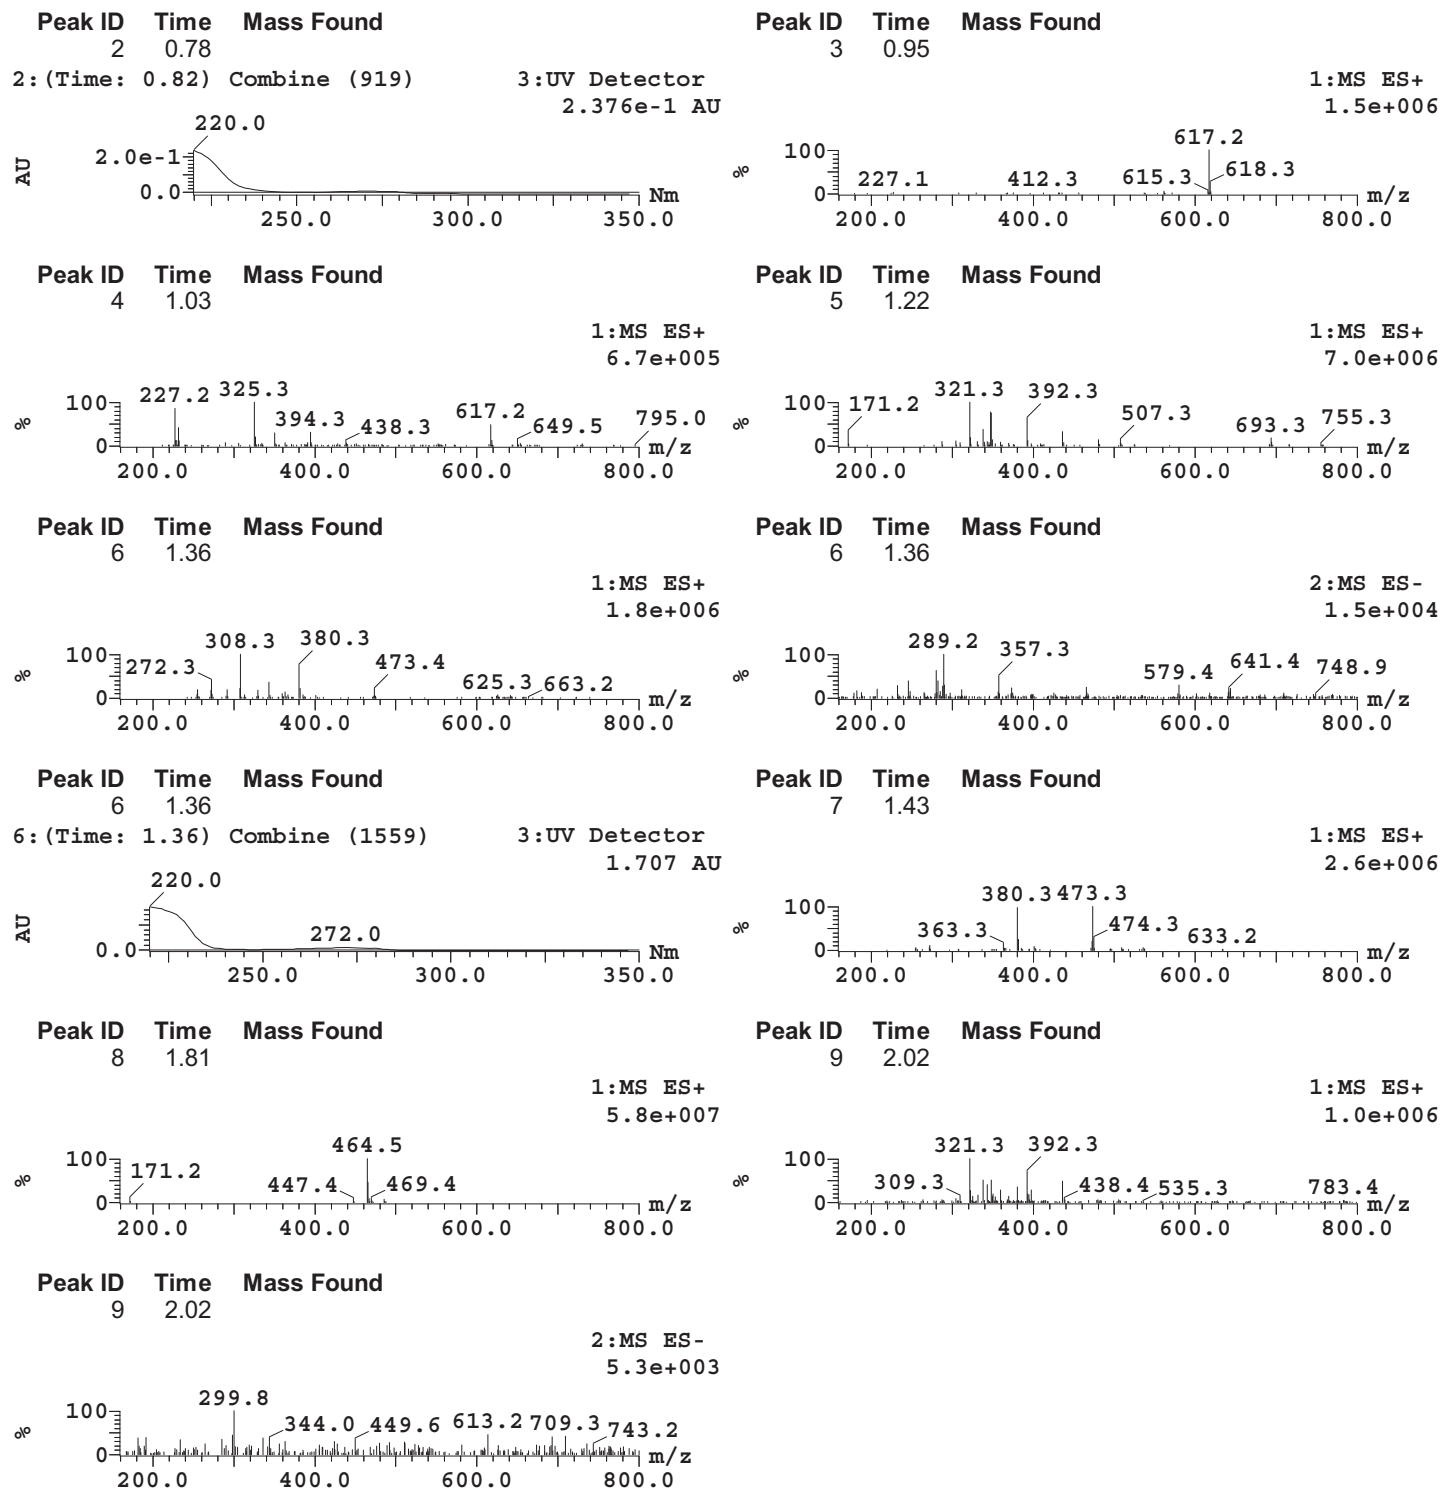 Peak ID Time Mass Found
2 0.78
2:(Time: 0.82) Combine (919) 3:UV Detector
2.376e-1 AU
220.0
AU
2.0e-1
0.0
Nm
250.0 300.0 350.0
Peak ID Time Mass Found
3 0.95
1:MS ES+
1.5e+006
617.2
100
%
227.1 412.3 615.3 618.3
0
m/z
200.0 400.0 600.0 800.0
Peak ID Time Mass Found
4 1.03
1:MS ES+
6.7e+005
100
227.2 325.3 394.3 438.3 617.2 649.5 795.0
%
0
m/z
200.0 400.0 600.0 800.0
Peak ID Time Mass Found
5 1.22
1:MS ES+
7.0e+006
100
171.2 321.3 392.3 507.3 693.3 755.3
%
0
m/z
200.0 400.0 600.0 800.0
Peak ID Time Mass Found
6 1.36
1:MS ES+
1.8e+006
100
272.3 308.3 380.3 473.4 625.3 663.2
%
0
m/z
200.0 400.0 600.0 800.0
Peak ID Time Mass Found
6 1.36
2:MS ES-
1.5e+004
100
289.2 357.3 579.4 641.4 748.9
%
0
m/z
200.0 400.0 600.0 800.0
Peak ID Time Mass Found
6 1.36
6:(Time: 1.36) Combine (1559) 3:UV Detector
1.707 AU
220.0
AU
272.0
0.0
Nm
250.0 300.0 350.0
Peak ID Time Mass Found
7 1.43
1:MS ES+
2.6e+006
100
363.3 380.3 473.3 474.3 633.2
%
0
m/z
200.0 400.0 600.0 800.0
Peak ID Time Mass Found
8 1.81
1:MS ES+
5.8e+007
464.5
100
171.2 447.4 469.4
%
0
m/z
200.0 400.0 600.0 800.0
Peak ID Time Mass Found
9 2.02
1:MS ES+
1.0e+006
100
309.3 321.3 392.3 438.4 535.3 783.4
%
0
m/z
200.0 400.0 600.0 800.0
Peak ID Time Mass Found
9 2.02
2:MS ES-
5.3e+003
299.8
100
344.0 449.6 613.2 709.3 743.2
%
0
m/z
200.0 400.0 600.0 800.0